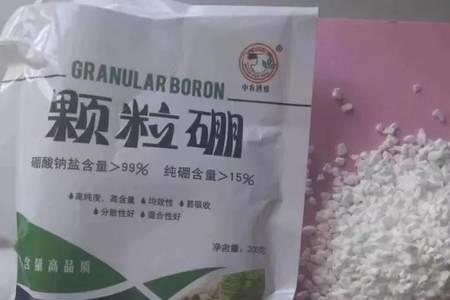 GRANULAR BORON
颗粒硼
硼酸钠盐含量>99% 纯硼含量>15%
高纯度、高含量 均效性 易吸收
分散性好 混合性好
净含量: 200g
含量高品质